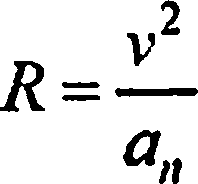 R = v²/aₙ